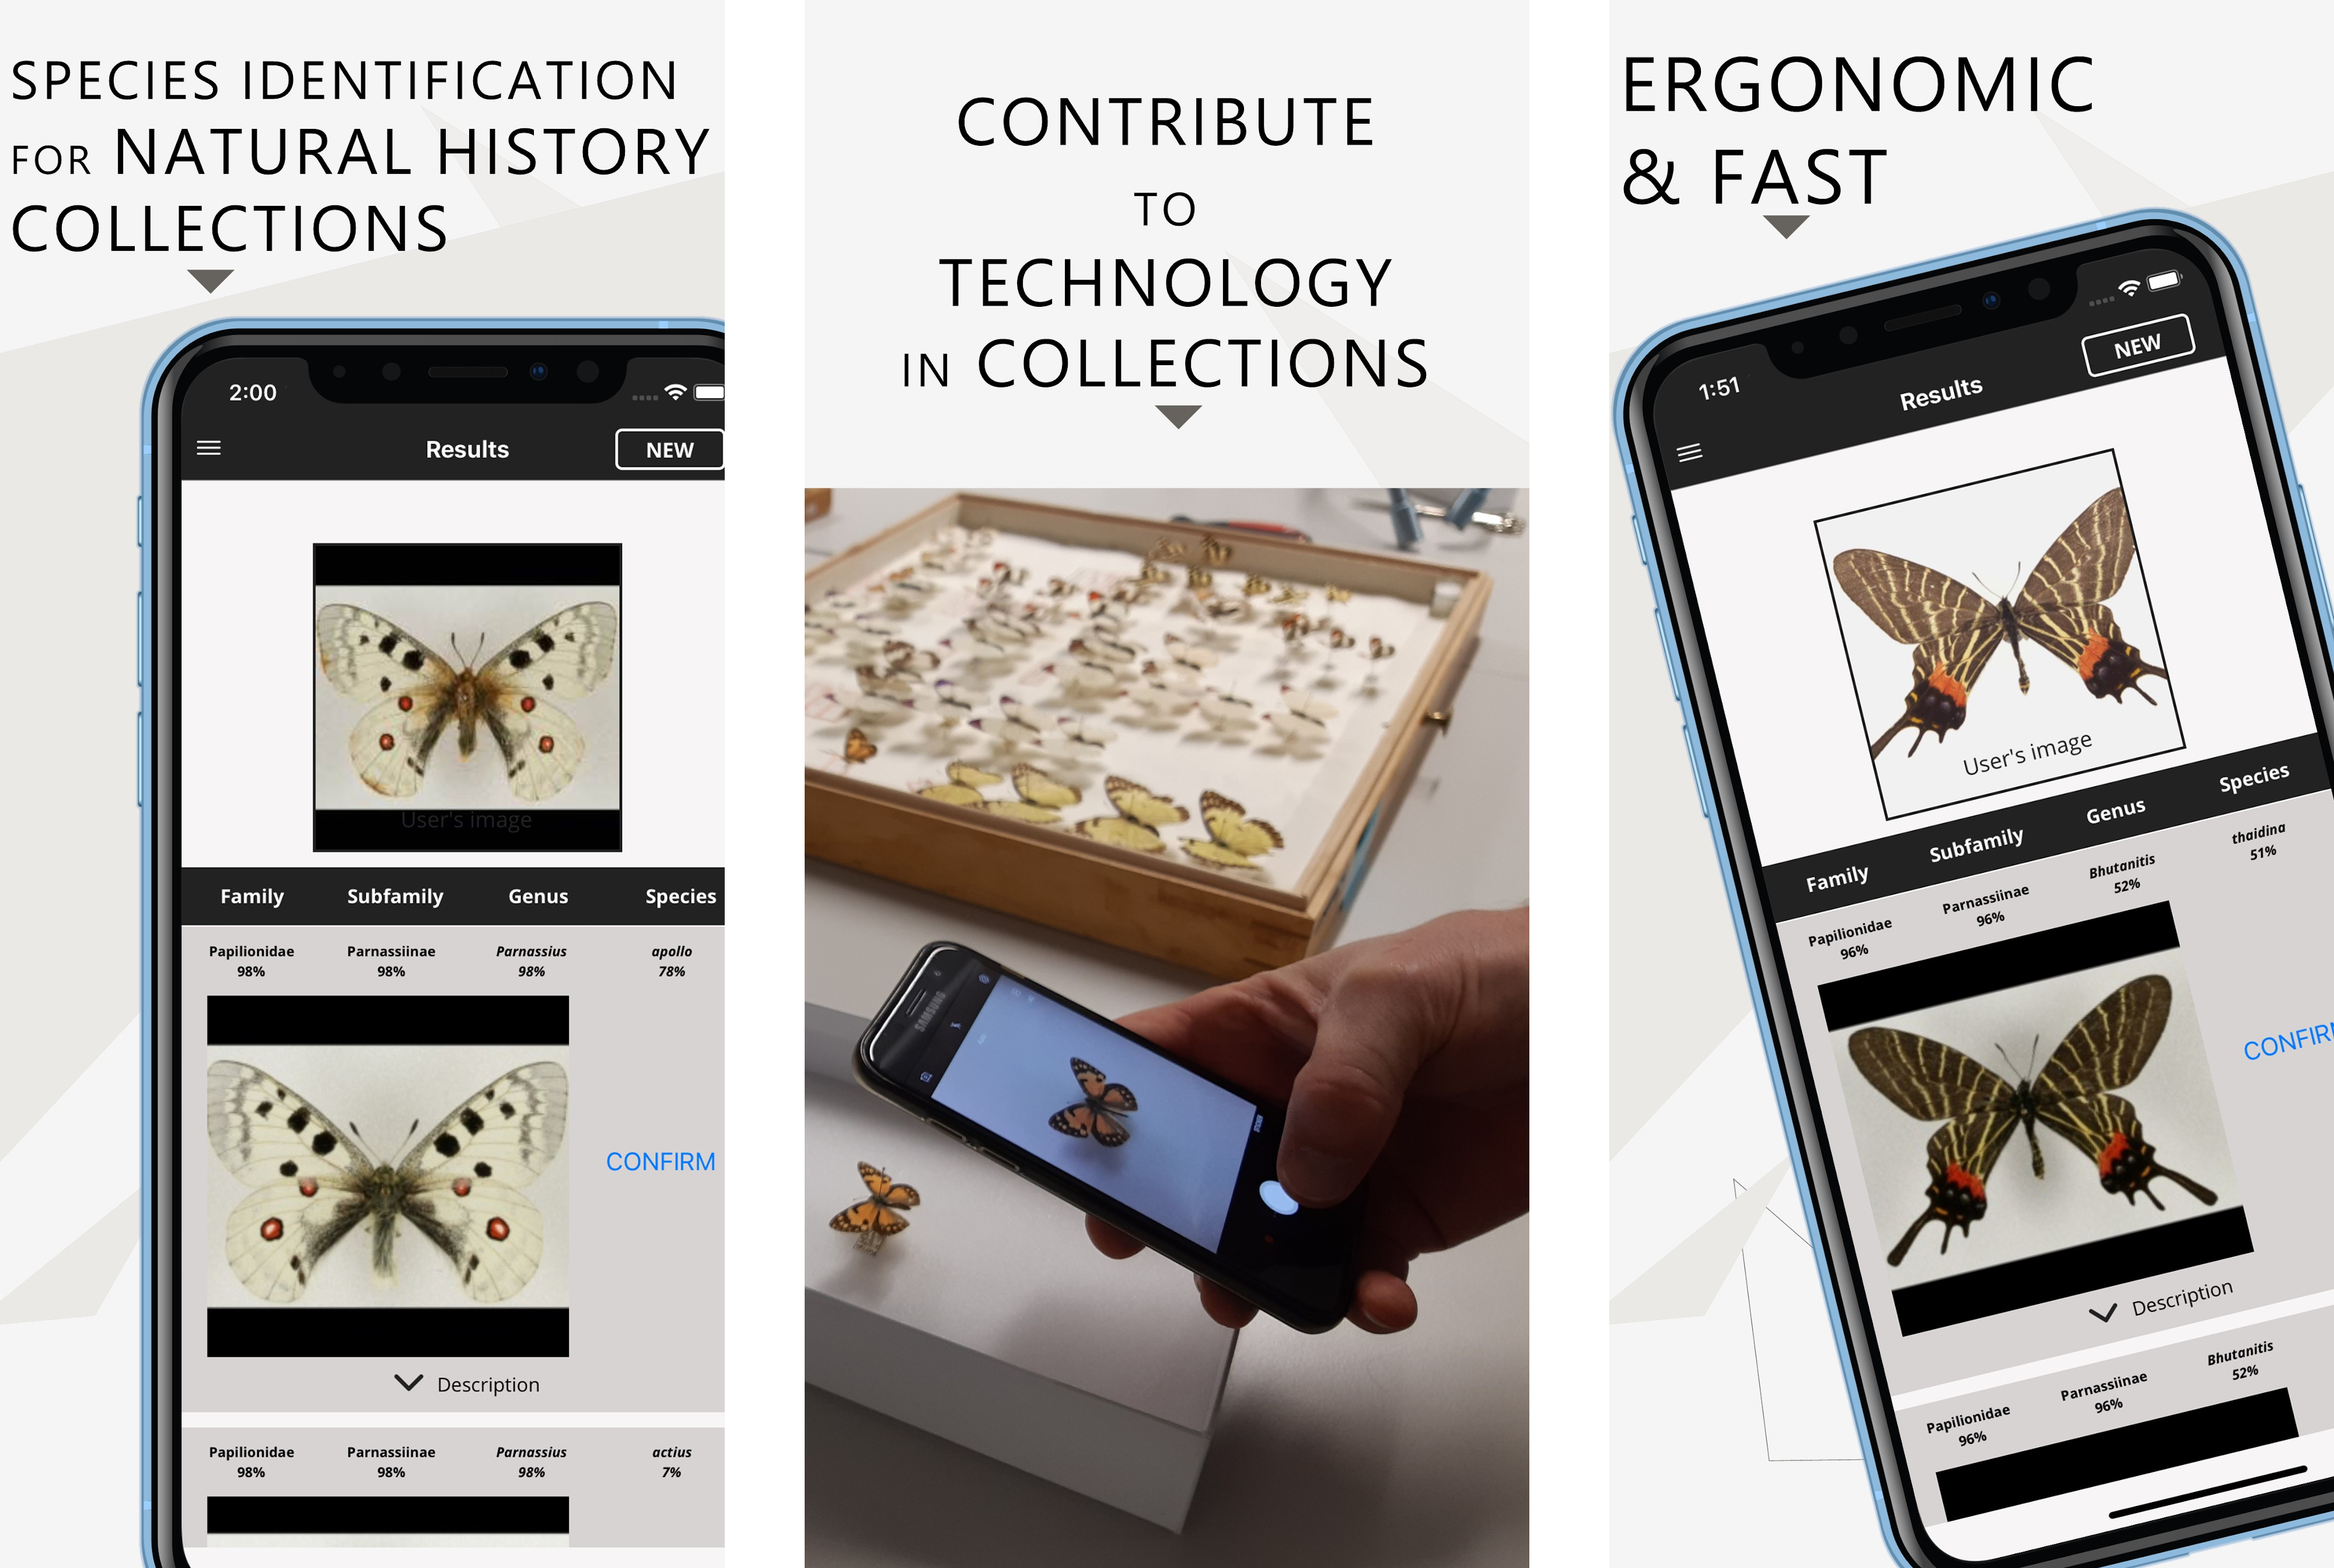 SPECIES IDENTIFICATION
FOR NATURAL HISTORY
COLLECTIONS
2:00
Results
NEW
User's image
Family Subfamily Genus Species
Papilionidae Parnassiinae Parnassius apollo
98% 98% 98% 78%
CONFIRM
Description
Papilionidae Parnassiinae Parnassius actius
98% 98% 98% 7%
CONTRIBUTE
TO
TECHNOLOGY
IN COLLECTIONS
SAMSUNG
ERGONOMIC
& FAST
1:51
Results
NEW
User's image
Family Subfamily Genus Species
Papilionidae Parnassiinae Bhutanitis thaidina
96% 96% 52% 51%
CONFIR
Description
Papilionidae Parnassiinae Bhutanitis
96% 96% 52%